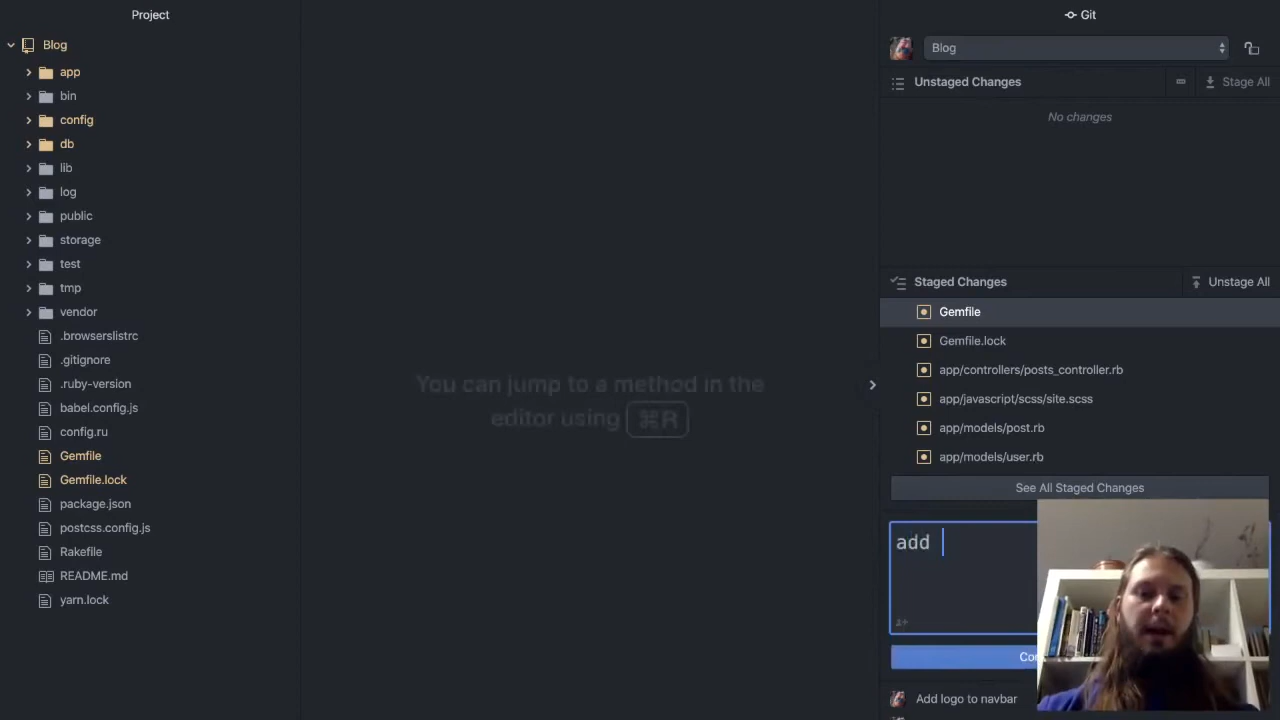 Project
Blog
app
bin
config
db
lib
log
public
storage
test
tmp
vendor
.browserslistrc
.gitignore
.ruby-version
babel.config.js
config.ru
Gemfile
Gemfile.lock
package.json
postcss.config.js
Rakefile
README.md
yarn.lock
You can jump to a method in the
editor using ⌘R
Git
Blog
Unstaged Changes
Stage All
No changes
Staged Changes
Unstage All
Gemfile
Gemfile.lock
app/controllers/posts_controller.rb
app/javascript/scss/site.scss
app/models/post.rb
app/models/user.rb
See All Staged Changes
add
Add logo to navbar